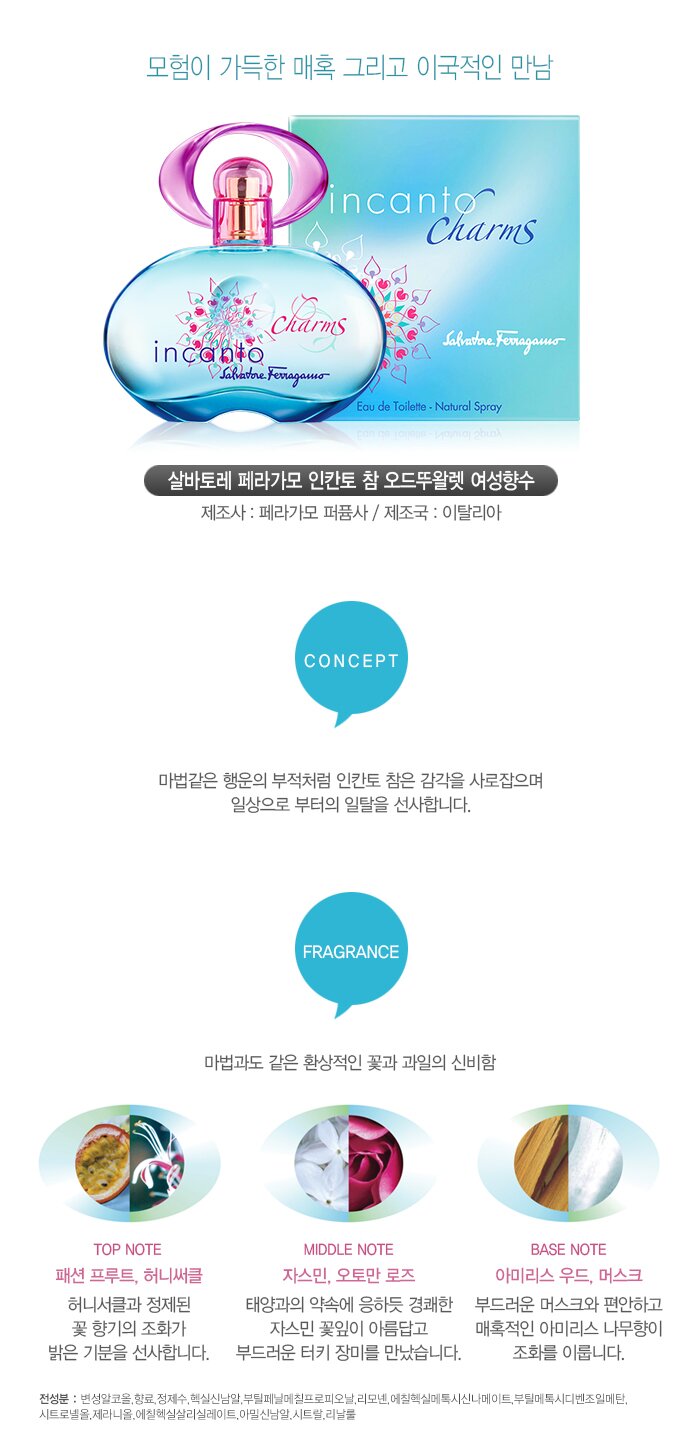 모험이 가득한 매혹 그리고 이국적인 만남
incanto
Charms
Salvatore Ferragamo
Eau de Toilette - Natural Spray
Charms
incanto
Salvatore Ferragamo
살바토레 페라가모 인칸토 참 오드뚜왈렛 여성향수
제조사 : 페라가모 퍼퓸사 / 제조국 : 이탈리아
CONCEPT
마법같은 행운의 부적처럼 인칸토 참은 감각을 사로잡으며
일상으로 부터의 일탈을 선사합니다.
FRAGRANCE
마법과도 같은 환상적인 꽃과 과일의 신비함
TOP NOTE
패션 프루트, 허니써클
허니서클과 정제된
꽃 향기의 조화가
밝은 기분을 선사합니다.
MIDDLE NOTE
자스민, 오토만 로즈
태양과의 약속에 응하듯 경쾌한
자스민 꽃잎이 아름답고
부드러운 터키 장미를 만났습니다.
BASE NOTE
아미리스 우드, 머스크
부드러운 머스크와 편안하고
매혹적인 아미리스 나무향이
조화를 이룹니다.
전성분 : 변성알코올,향료,정제수,헥실신남알,부틸페닐메칠프로피오날,리모넨,에칠헥실메톡시신나메이트,부틸메톡시디벤조일메탄,
시트로넬올,제라니올,에칠헥실살리실레이트,아밀신남알,시트랄,리날룰